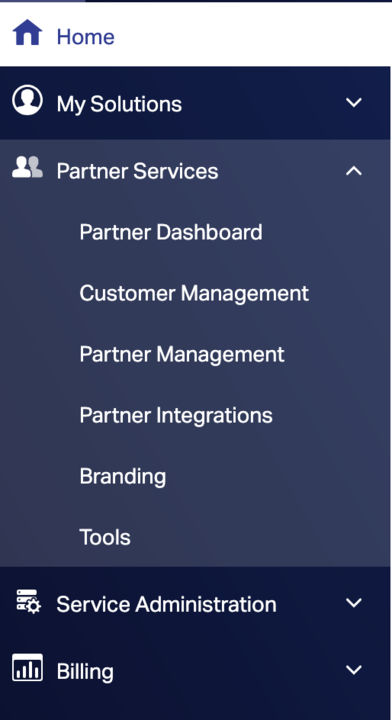 Home
My Solutions
Partner Services
Partner Dashboard
Customer Management
Partner Management
Partner Integrations
Branding
Tools
Service Administration
Billing